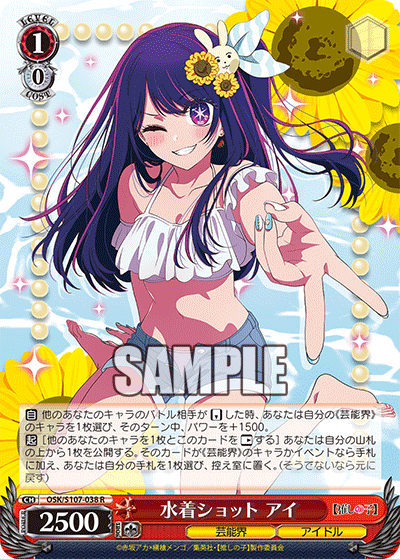 LEVEL
1
0
COST
SAMPLE
自 他のあなたのキャラのバトル相手が【】した時、あなたは自分の《芸能界》
のキャラを1枚選び、そのターン中、パワーを+1500。
起 [他のあなたのキャラを1枚とこのカードを【】する] あなたは自分の山札
の上から1枚を公開する。そのカードが《芸能界》のキャラかイベントなら手札
に加え、あなたは自分の手札を1枚選び、控え室に置く。(そうでないなら元に
戻す)
CH OSK/S107-038 R
2500
水着ショット アイ
【推しの子】
芸能界
アイドル
©赤坂アカ×横槍メンゴ/集英社・【推しの子】製作委員会